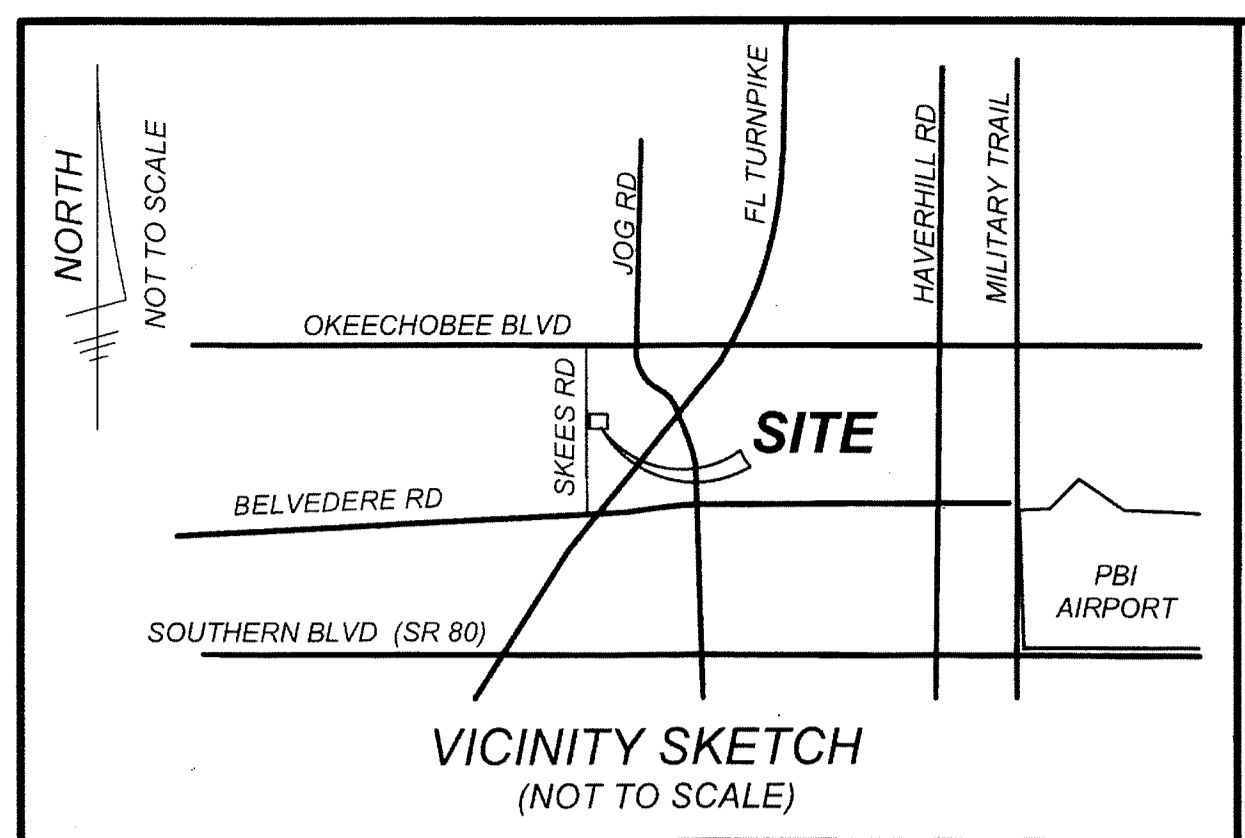 NORTH
NOT TO SCALE
JOG RD
FL TURNPIKE
HAVERHILL RD
MILITARY TRAIL
OKEECHOBEE BLVD
SKEES RD
SITE
BELVEDERE RD
PBI
AIRPORT
SOUTHERN BLVD (SR 80)
VICINITY SKETCH
(NOT TO SCALE)